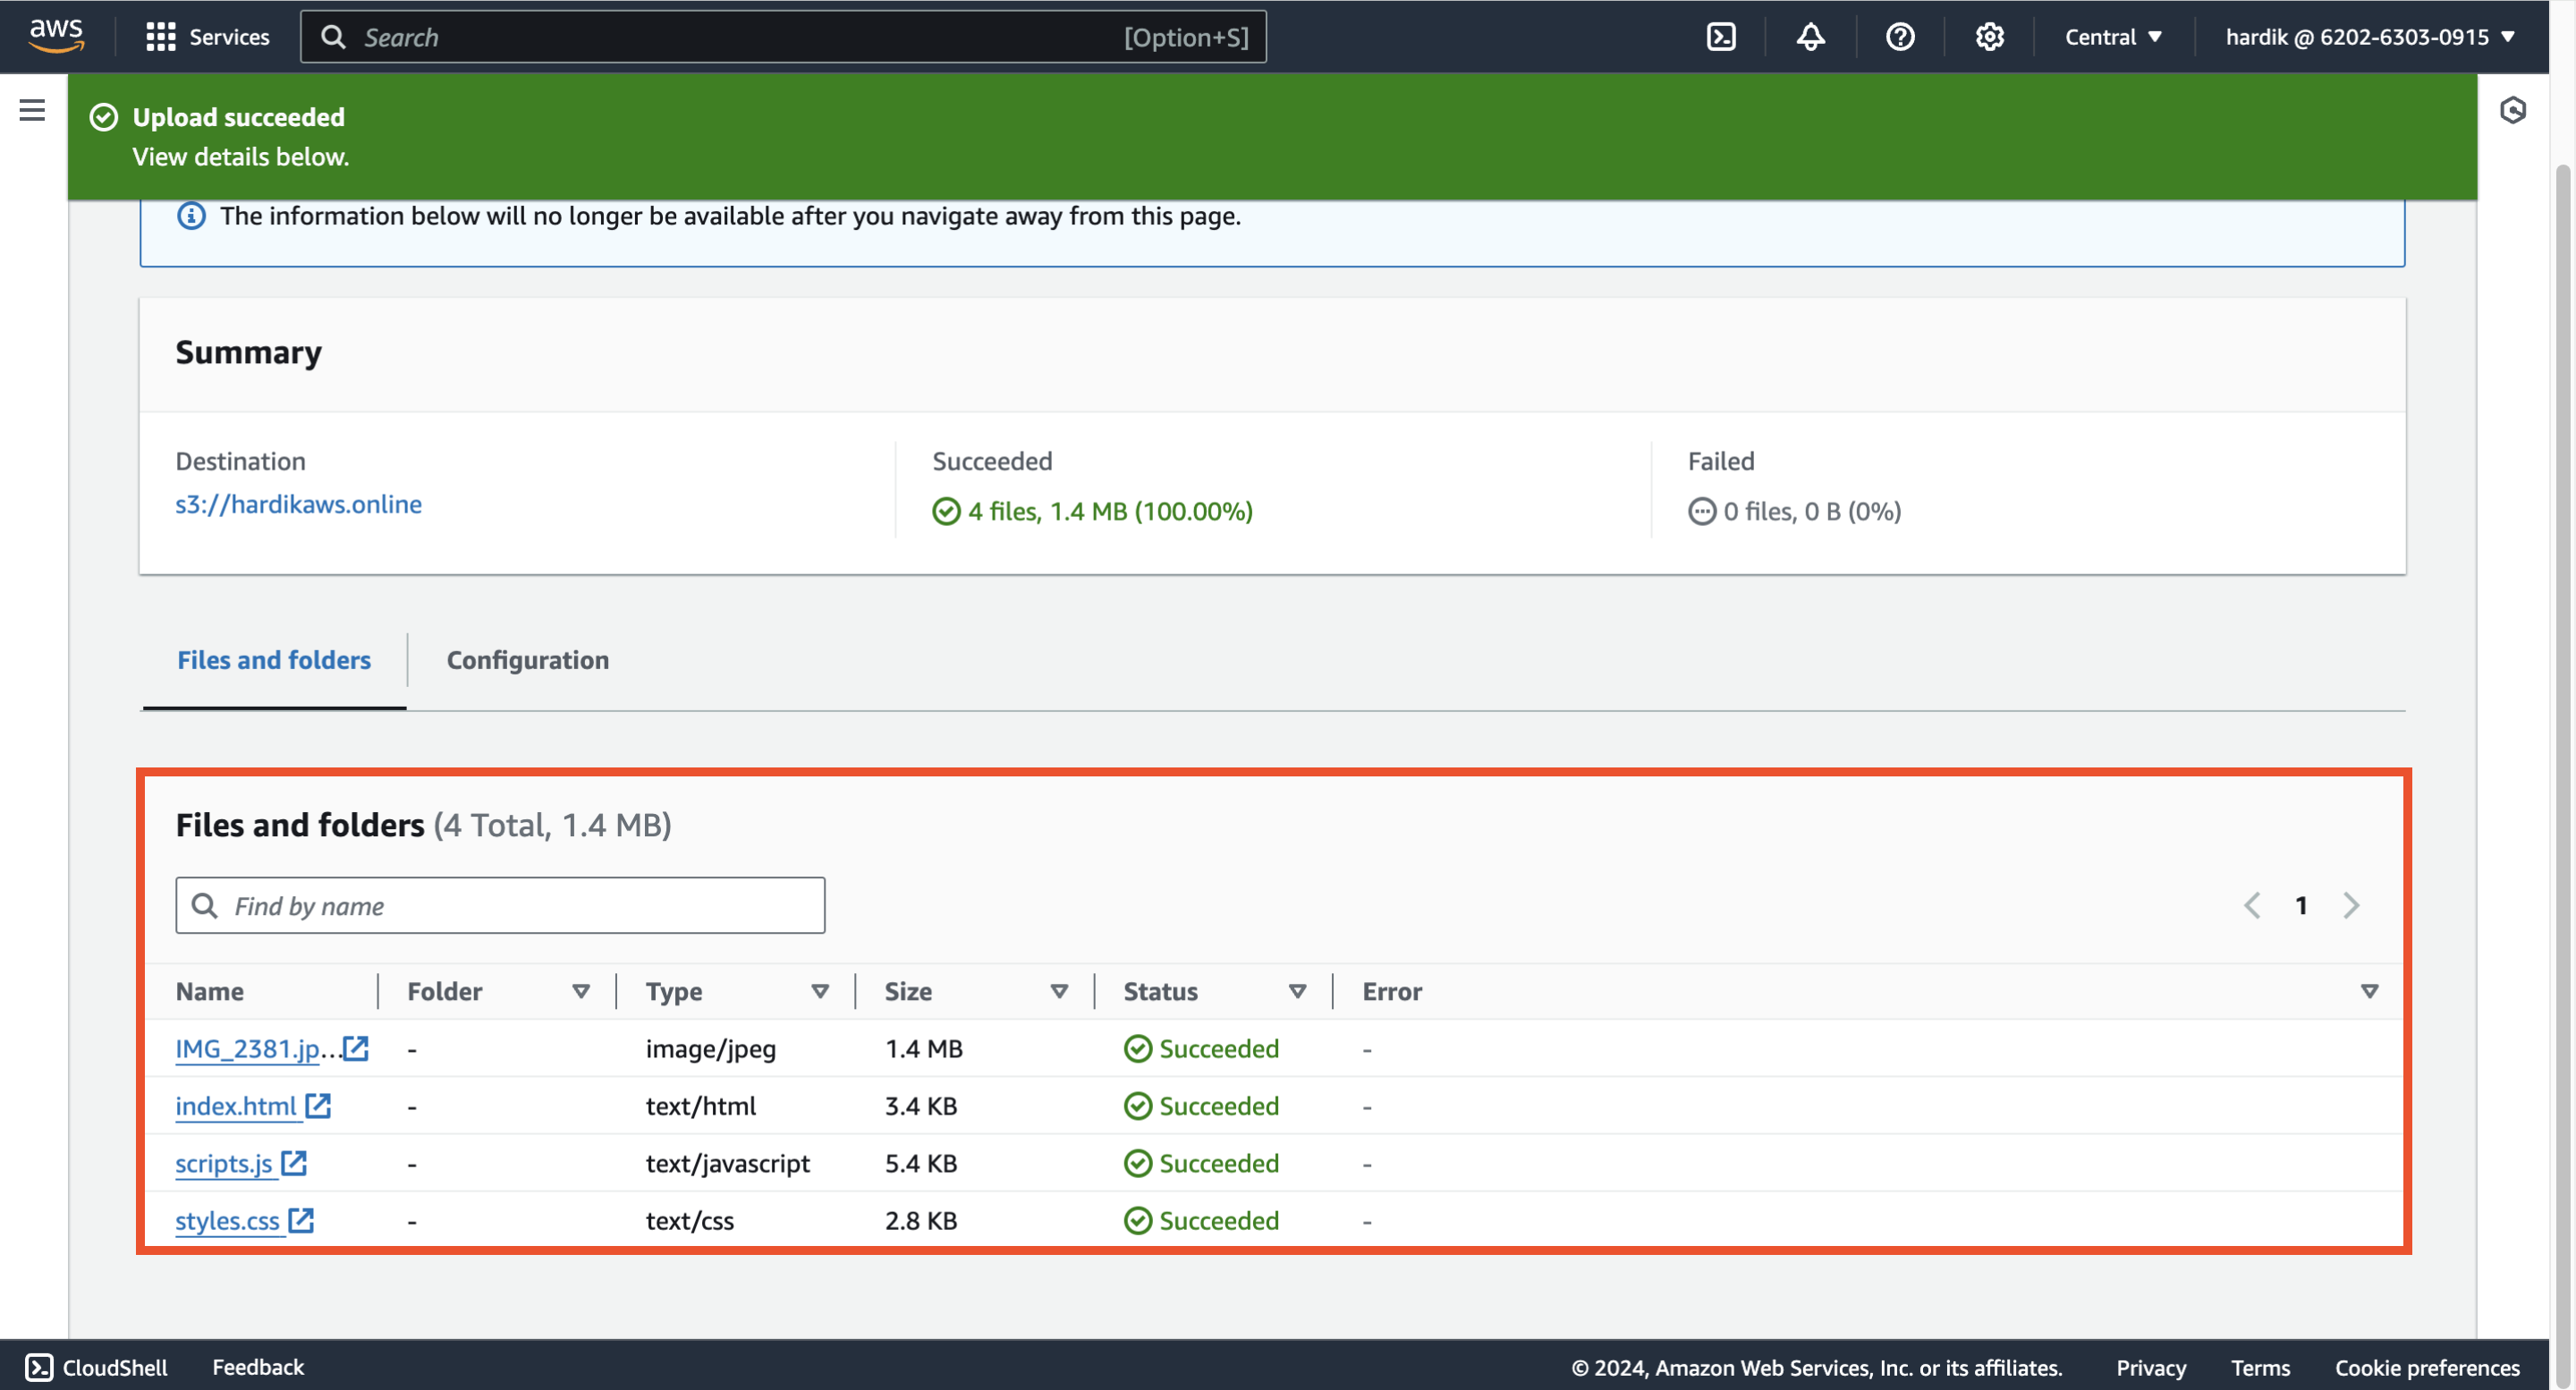 aws Services Search [Option+S] Central hardik @ 6202-6303-0915
Upload succeeded
View details below.
The information below will no longer be available after you navigate away from this page.
Summary
Destination Succeeded Failed
s3://hardikaws.online 4 files, 1.4 MB (100.00%) 0 files, 0 B (0%)
Files and folders Configuration
Files and folders (4 Total, 1.4 MB)
Find by name 1
Name Folder Type Size Status Error
IMG_2381.jp... - image/jpeg 1.4 MB Succeeded -
index.html - text/html 3.4 KB Succeeded -
scripts.js - text/javascript 5.4 KB Succeeded -
styles.css - text/css 2.8 KB Succeeded -
CloudShell Feedback © 2024, Amazon Web Services, Inc. or its affiliates. Privacy Terms Cookie preferences